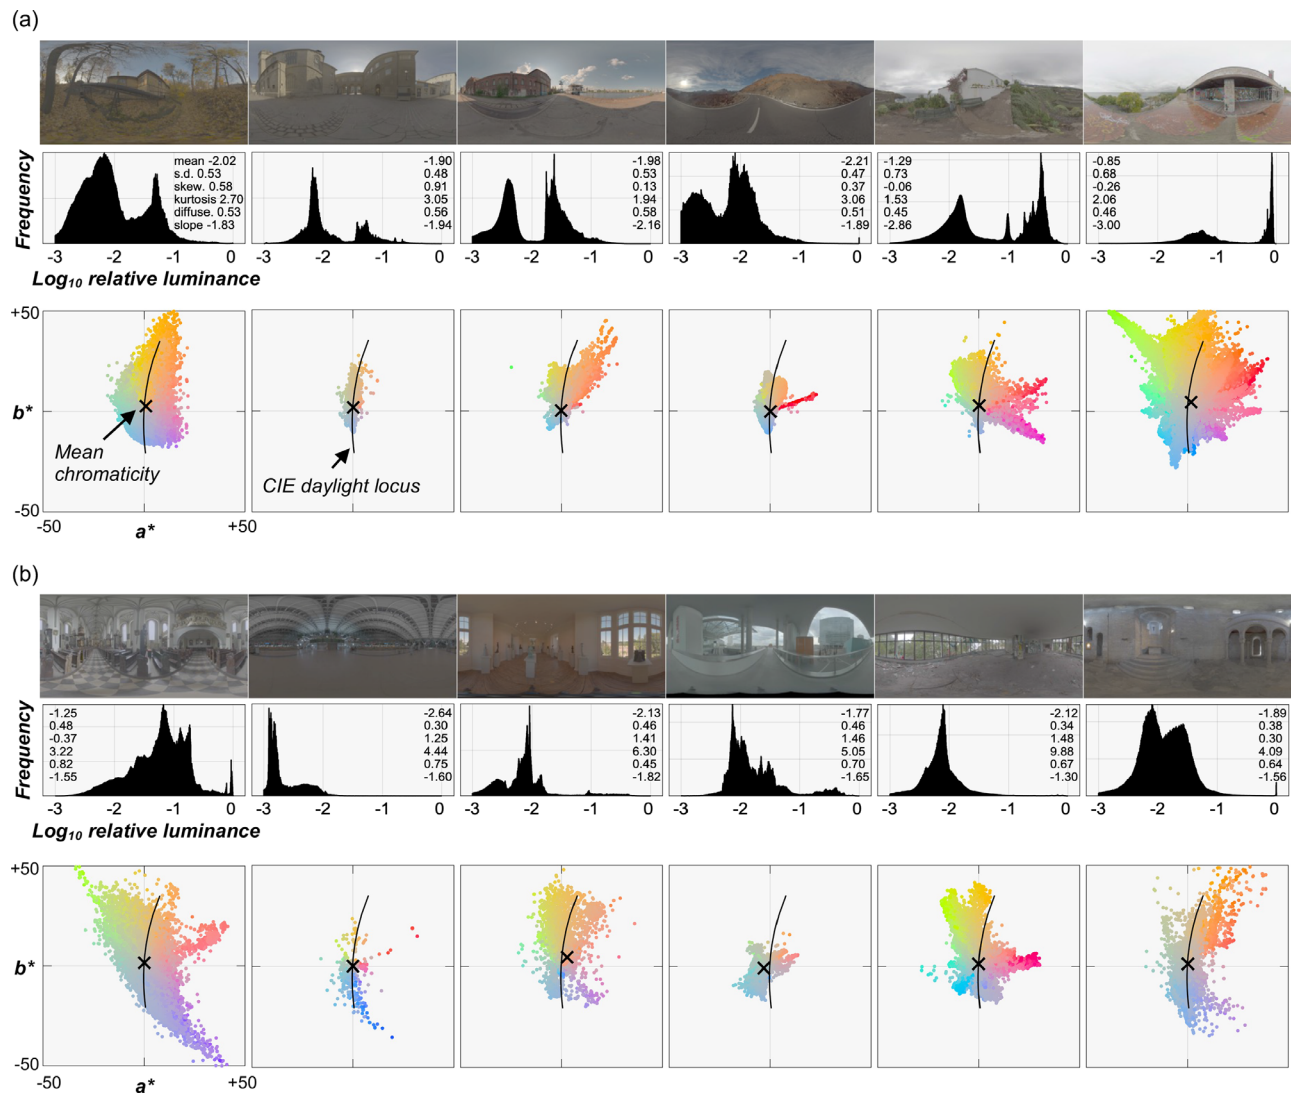 (a)
Frequency
mean -2.02
s.d. 0.53
skew. 0.58
kurtosis 2.70
diffuse. 0.53
slope -1.83
-1.90
0.48
0.91
3.05
0.56
-1.94
-1.98
0.53
0.13
1.94
0.58
-2.16
-2.21
0.47
0.37
3.06
0.51
-1.89
-1.29
0.73
-0.06
1.53
0.45
-2.86
-0.85
0.68
-0.26
2.06
0.46
-3.00
-3 -2 -1 0
-3 -2 -1 0
-3 -2 -1 0
-3 -2 -1 0
-3 -2 -1 0
-3 -2 -1 0
Log10 relative luminance
+50
b*
-50
Mean
chromaticity
CIE daylight locus
-50 +50
a*
(b)
Frequency
-1.25
0.48
-0.37
3.22
0.82
-1.55
-2.64
0.30
1.25
4.44
0.75
-1.60
-2.13
0.46
1.41
6.30
0.45
-1.82
-1.77
0.46
1.46
5.05
0.70
-1.65
-2.12
0.34
1.48
9.88
0.67
-1.30
-1.89
0.38
0.30
4.09
0.64
-1.56
-3 -2 -1 0
-3 -2 -1 0
-3 -2 -1 0
-3 -2 -1 0
-3 -2 -1 0
-3 -2 -1 0
Log10 relative luminance
+50
b*
-50
-50 +50
a*